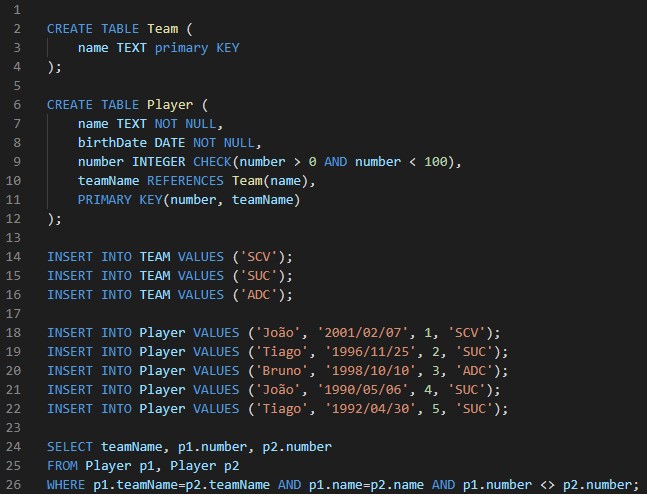 1
2 CREATE TABLE Team (
3     name TEXT primary KEY
4 );
5
6 CREATE TABLE Player (
7     name TEXT NOT NULL,
8     birthDate DATE NOT NULL,
9     number INTEGER CHECK(number > 0 AND number < 100),
10     teamName REFERENCES Team(name),
11     PRIMARY KEY(number, teamName)
12 );
13
14 INSERT INTO TEAM VALUES ('SCV');
15 INSERT INTO TEAM VALUES ('SUC');
16 INSERT INTO TEAM VALUES ('ADC');
17
18 INSERT INTO Player VALUES ('João', '2001/02/07', 1, 'SCV');
19 INSERT INTO Player VALUES ('Tiago', '1996/11/25', 2, 'SUC');
20 INSERT INTO Player VALUES ('Bruno', '1998/10/10', 3, 'ADC');
21 INSERT INTO Player VALUES ('João', '1990/05/06', 4, 'SUC');
22 INSERT INTO Player VALUES ('Tiago', '1992/04/30', 5, 'SUC');
23
24 SELECT teamName, p1.number, p2.number
25 FROM Player p1, Player p2
26 WHERE p1.teamName=p2.teamName AND p1.name=p2.name AND p1.number <> p2.number;